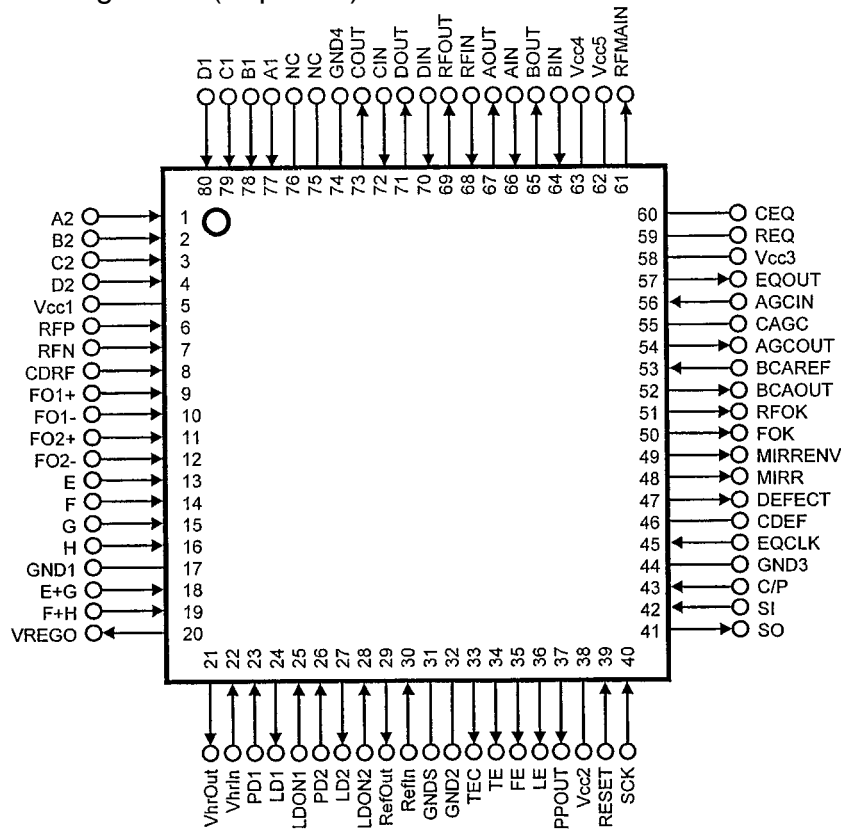 D1 C1 B1 A1 NC NC GND4 COUT CIN DOUT DIN RFOUT RFIN AOUT AIN BOUT BIN Vcc4 Vcc5 RFMAIN
80 79 78 77 76 75 74 73 72 71 70 69 68 67 66 65 64 63 62 61
A2 1 60 CEQ
B2 2 59 REQ
C2 3 58 Vcc3
D2 4 57 EQOUT
Vcc1 5 56 AGCIN
RFP 6 55 CAGC
RFN 7 54 AGCOUT
CDRF 8 53 BCAREF
FO1+ 9 52 BCAOUT
FO1- 10 51 RFOK
FO2+ 11 50 FOK
FO2- 12 49 MIRRENV
E 13 48 MIRR
F 14 47 DEFECT
G 15 46 CDEF
H 16 45 EQCLK
GND1 17 44 GND3
E+G 18 43 C/P
F+H 19 42 SI
VREGO 20 41 SO
21 22 23 24 25 26 27 28 29 30 31 32 33 34 35 36 37 38 39 40
VhrOut VhrIn PD1 LD1 LDON1 PD2 LD2 LDON2 RefOut RefIn GNDS GND2 TEC TE FE LE PPOUT Vcc2 RESET SCK